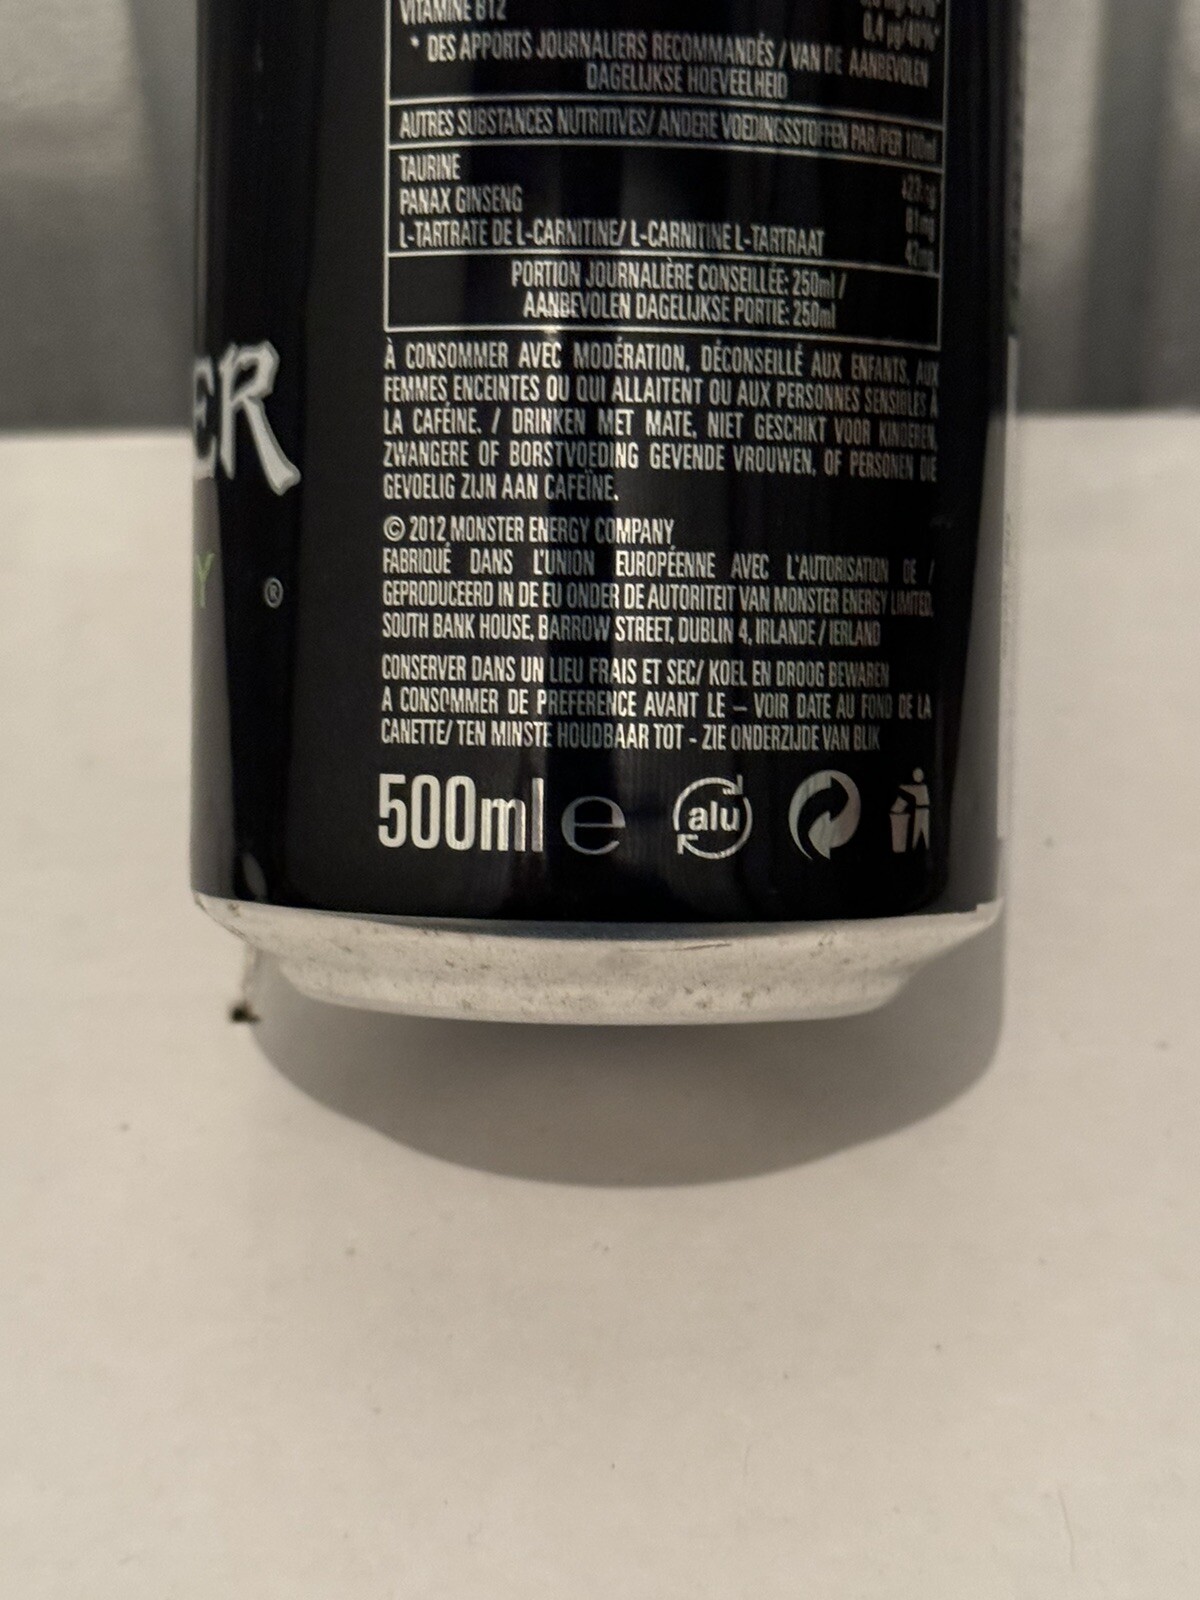 VITAMINE B12
0,4 µg/40%*
* DES APPORTS JOURNALIERS RECOMMANDÉS / VAN DE AANBEVOLEN
DAGELIJKSE HOEVEELHEID
AUTRES SUBSTANCES NUTRITIVES/ ANDERE VOEDINGSSTOFFEN PAR/PER 100ml
TAURINE
PANAX GINSENG 81mg
L-TARTRATE DE L-CARNITINE/ L-CARNITINE L-TARTRAAT 42mg
PORTION JOURNALIÈRE CONSEILLÉE: 250ml /
AANBEVOLEN DAGELIJKSE PORTIE: 250ml
À CONSOMMER AVEC MODÉRATION, DÉCONSEILLÉ AUX ENFANTS, AUX
FEMMES ENCEINTES OU QUI ALLAITENT OU AUX PERSONNES SENSIBLES À
LA CAFÉINE. / DRINKEN MET MATE, NIET GESCHIKT VOOR KINDEREN,
ZWANGERE OF BORSTVOEDING GEVENDE VROUWEN, OF PERSONEN DIE
GEVOELIG ZIJN AAN CAFEÏNE.
© 2012 MONSTER ENERGY COMPANY
FABRIQUÉ DANS L'UNION EUROPÉENNE AVEC L'AUTORISATION DE /
GEPRODUCEERD IN DE EU ONDER DE AUTORITEIT VAN MONSTER ENERGY LIMITED,
SOUTH BANK HOUSE, BARROW STREET, DUBLIN 4, IRLANDE / IERLAND
CONSERVER DANS UN LIEU FRAIS ET SEC/ KOEL EN DROOG BEWAREN
A CONSOMMER DE PREFERENCE AVANT LE – VOIR DATE AU FOND DE LA
CANETTE/ TEN MINSTE HOUDBAAR TOT - ZIE ONDERZIJDE VAN BLIK
500ml e alu
ER
Y ®